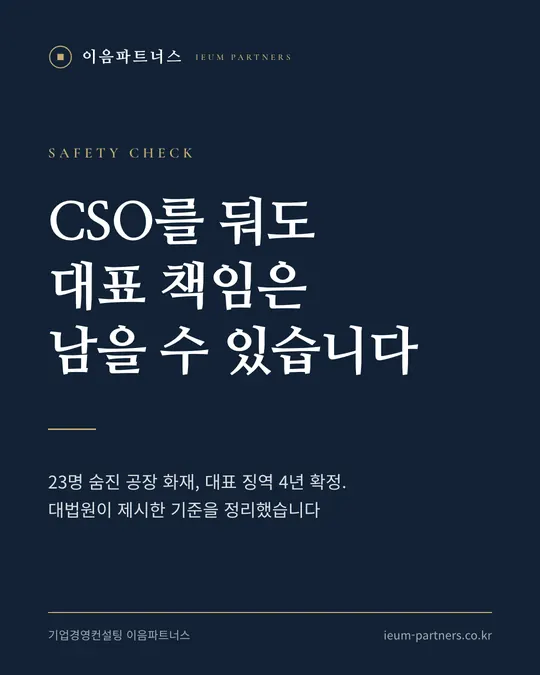 이음파트너스 IEUM PARTNERS
SAFETY CHECK
CSO를 둬도
대표 책임은
남을 수 있습니다
23명 숨진 공장 화재, 대표 징역 4년 확정.
대법원이 제시한 기준을 정리했습니다
기업경영컨설팅 이음파트너스
ieum-partners.co.kr